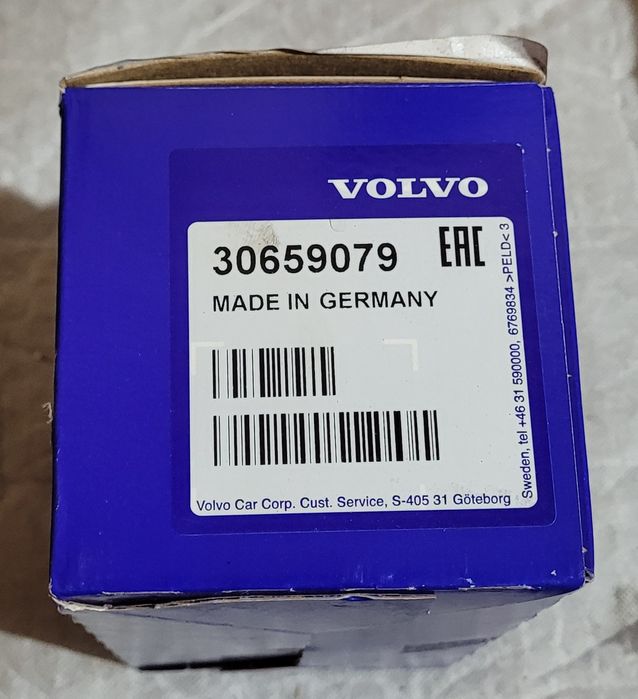 VOLVO
30659079
EAC
MADE IN GERMANY
Volvo Car Corp. Cust. Service, S-405 31 Göteborg
Sweden, tel +46 31 590000, 6769834 >PELD< 3